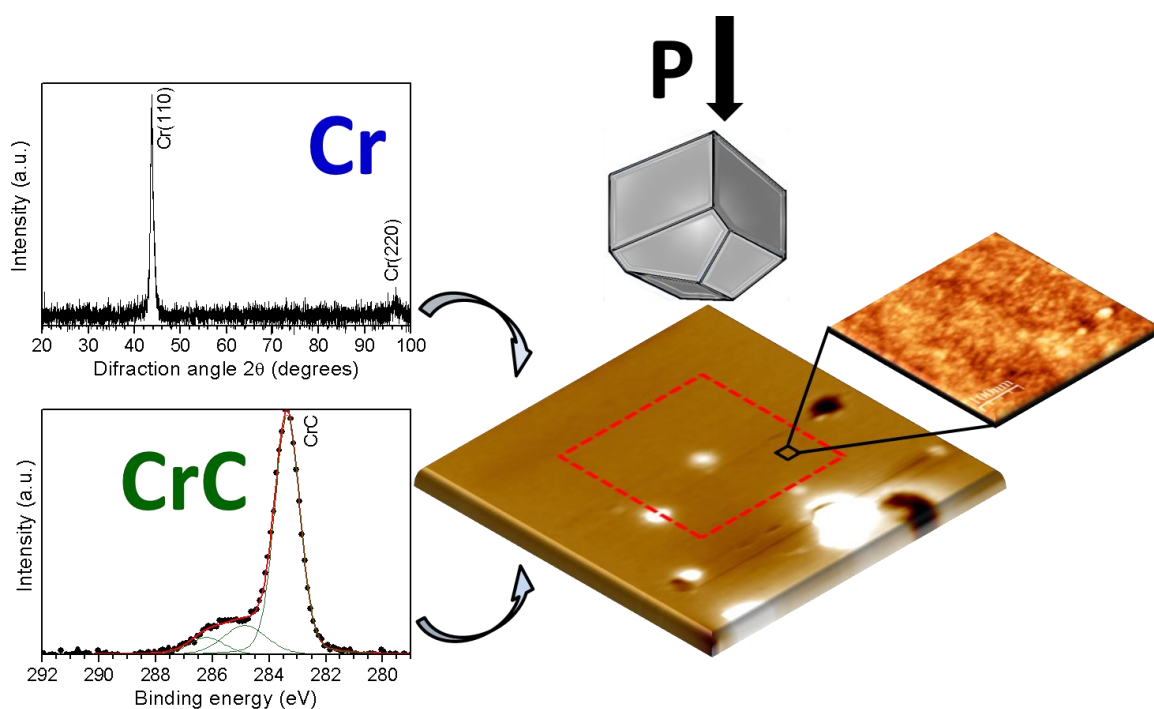 P
Cr
Cr(110)
Cr(220)
Intensity (a.u.)
20 30 40 50 60 70 80 90 100
Difraction angle 2θ (degrees)
100nm
CrC
CrC
Intensity (a.u.)
292 290 288 286 284 282 280
Binding energy (eV)